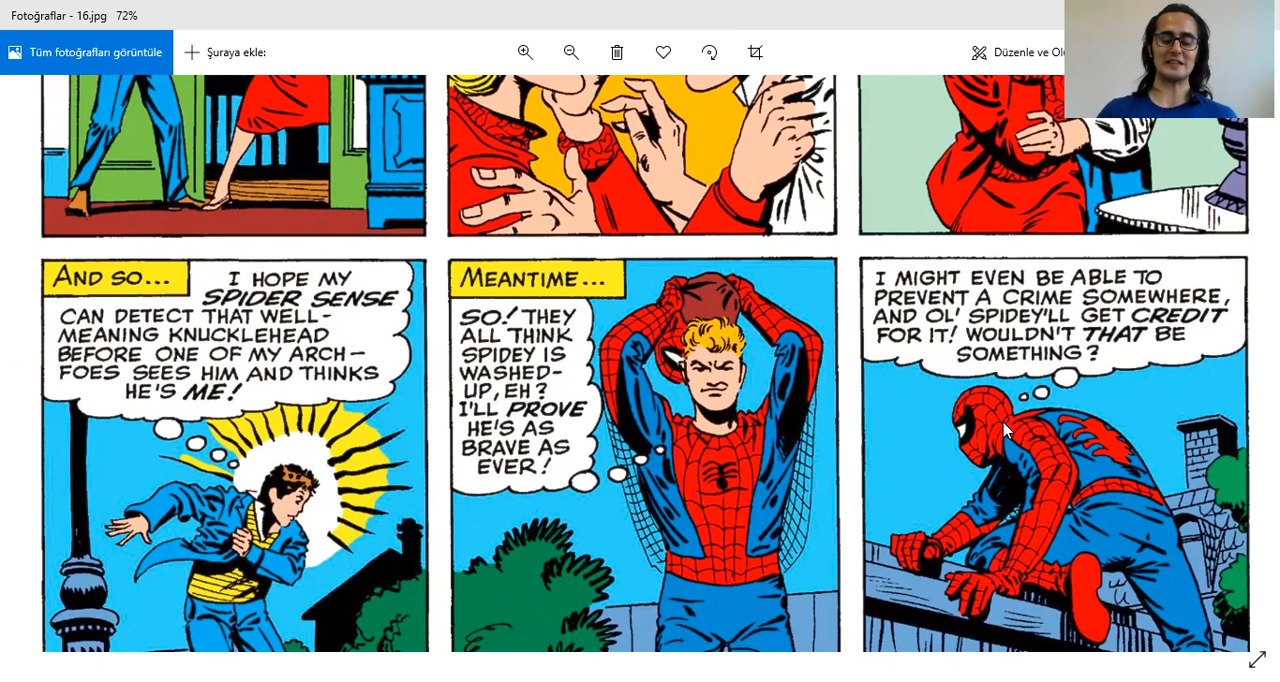 Fotoğraflar - 16.jpg   72%
Tüm fotoğrafları görüntüle
Şuraya ekle:
Düzenle ve Ol
AND SO...
I HOPE MY
SPIDER SENSE
CAN DETECT THAT WELL-
MEANING KNUCKLEHEAD
BEFORE ONE OF MY ARCH-
FOES SEES HIM AND THINKS
HE'S ME!
MEANTIME...
SO! THEY
ALL THINK
SPIDEY IS
WASHED-
UP, EH?
I'LL PROVE
HE'S AS
BRAVE AS
EVER!
I MIGHT EVEN BE ABLE TO
PREVENT A CRIME SOMEWHERE,
AND OL' SPIDEY'LL GET CREDIT
FOR IT! WOULDN'T THAT BE
SOMETHING?